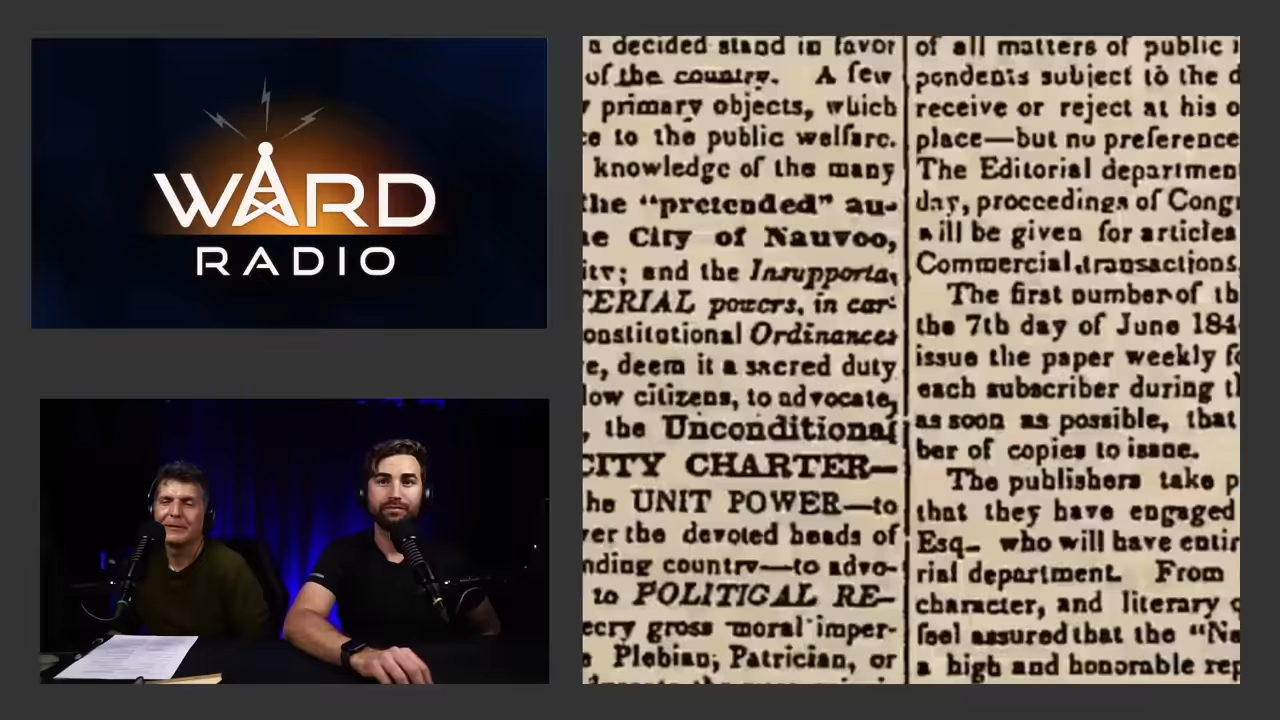 WARD
RADIO
a decided stand in favor
of the country. A few
primary objects, which
to the public welfare.
knowledge of the many
the "pretended" au-
City of Nauvoo,
and the Insupporta
TERIAL powers, in car-
onstitutional Ordinances
deem it a sacred duty
low citizens, to advocate,
, the Unconditional
CITY CHARTER—
he UNIT POWER—to
ver the devoted heads of
nding country—to advo-
to POLITICAL RE—
ecry gross moral imper-
Plebian; Patrician, or
of all matters of public
pondents subject to the d
receive or reject at his o
place—but no preference
The Editorial departmen
day, proceedings of Congr
will be given for articles
Commercial transactions,
The first number of th
the 7th day of June 184
issue the paper weekly fo
each subscriber during th
as soon as possible, that
ber of copies to issue.
The publishers take p
that they have engaged
Esq— who will have entir
rial department. From
character, and literary
feel assured that the "Ne
a high and honorable rep